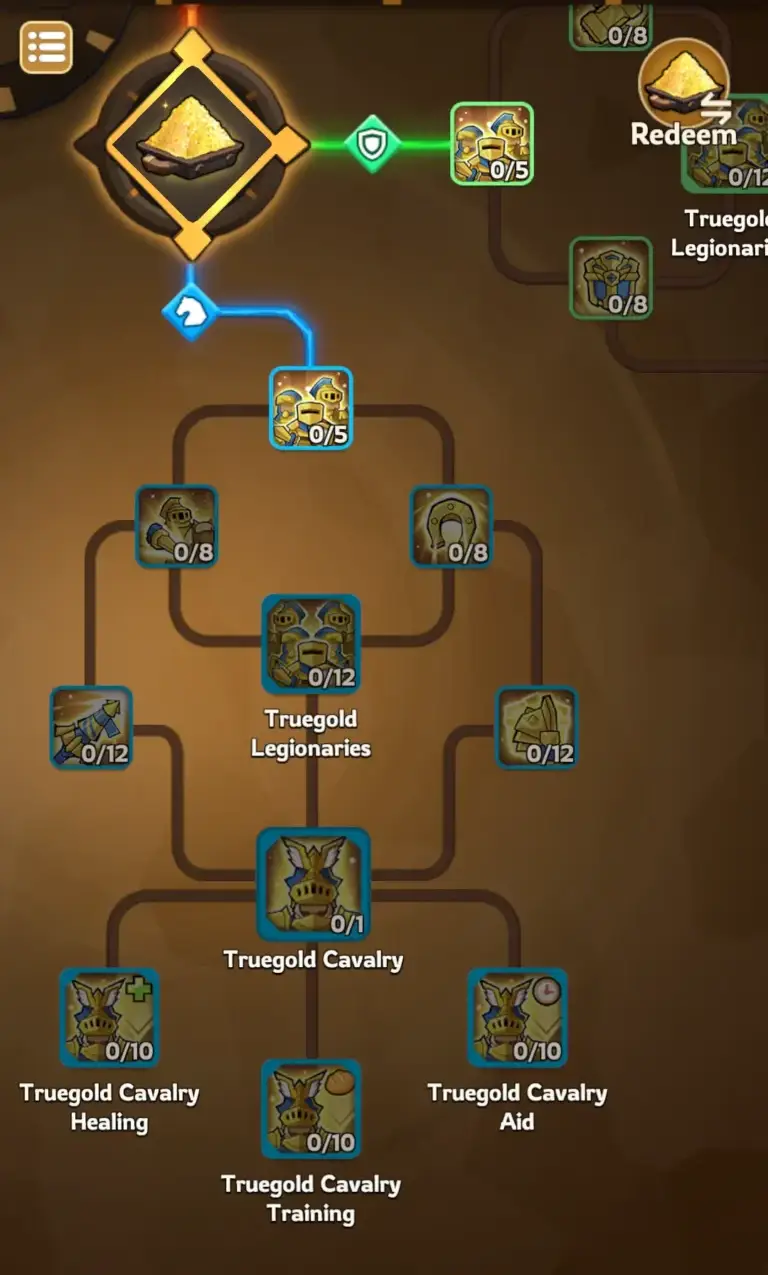 0/8
Redeem
0/5
0/12
Truegold
Legionari
0/8
0/5
0/8
0/8
0/12
Truegold
Legionaries
0/12
0/12
0/1
Truegold Cavalry
0/10
0/10
Truegold Cavalry
Healing
Truegold Cavalry
Aid
0/10
Truegold Cavalry
Training